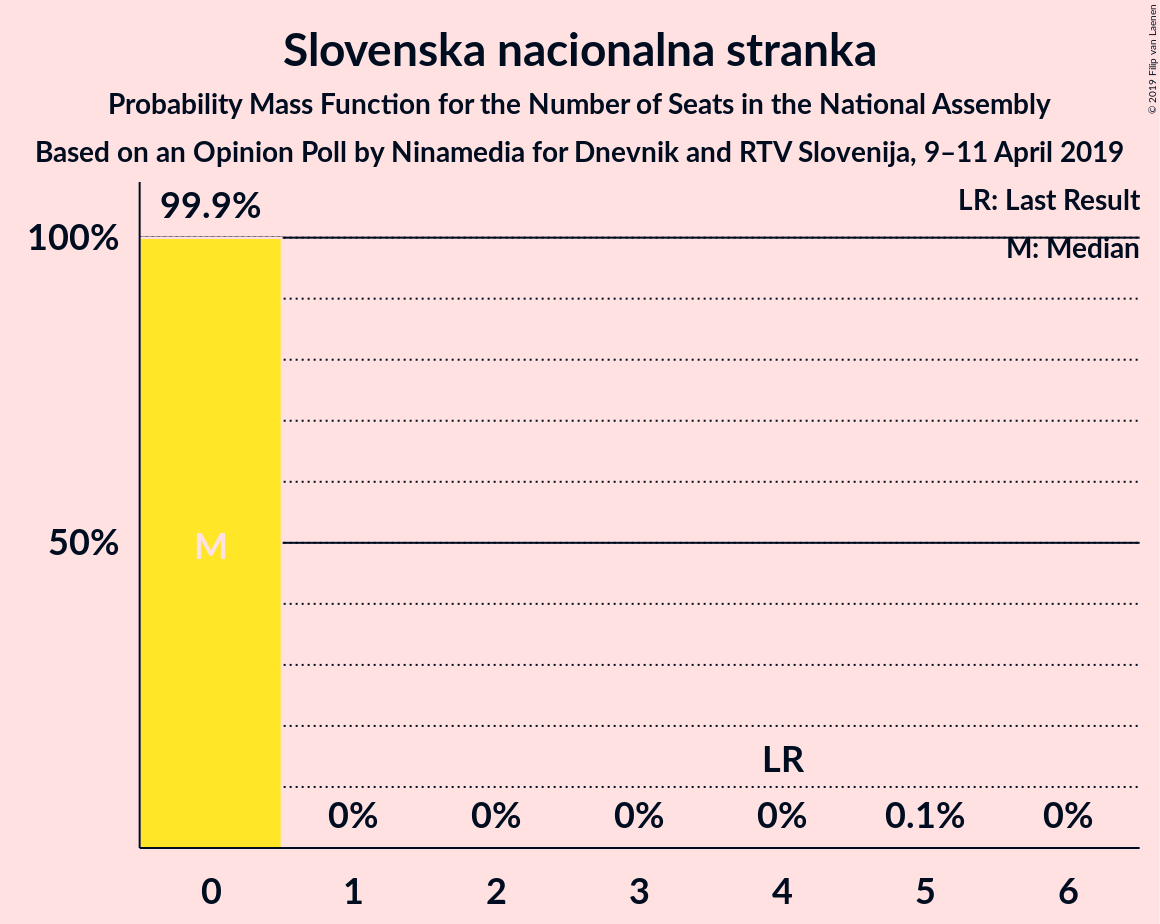 Slovenska nacionalna stranka
Probability Mass Function for the Number of Seats in the National Assembly
Based on an Opinion Poll by Ninamedia for Dnevnik and RTV Slovenija, 9–11 April 2019
© 2019 Filip van Laenen
LR: Last Result
M: Median
99.9%
100%
50%
M
LR
0% 0% 0% 0% 0.1% 0%
0 1 2 3 4 5 6